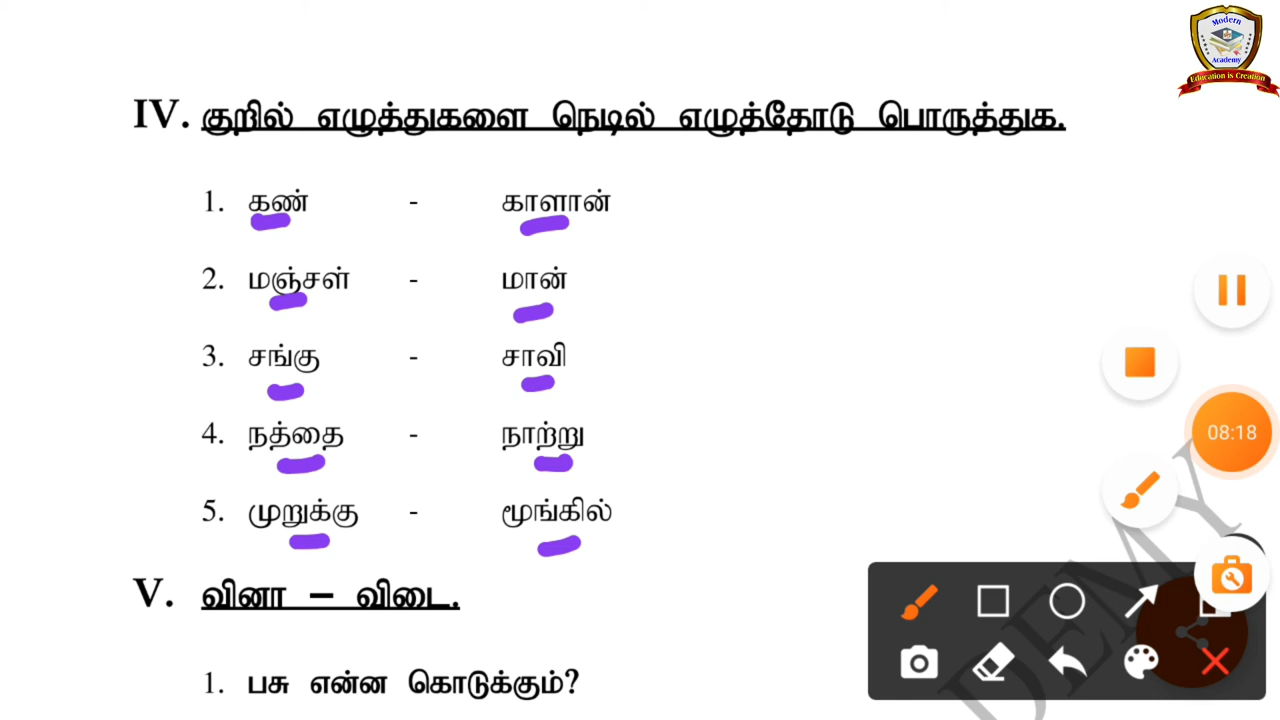 Modern
Academy
Education is Creation
IV. குறில் எழுத்துகளை நெடில் எழுத்தோடு பொருத்துக.
1. கண் - காளான்
2. மஞ்சள் - மான்
3. சங்கு - சாவி
4. நத்தை - நாற்று
5. முறுக்கு - மூங்கில்
08:18
V. வினா – விடை.
1. பசு என்ன கொடுக்கும்?
DEMY